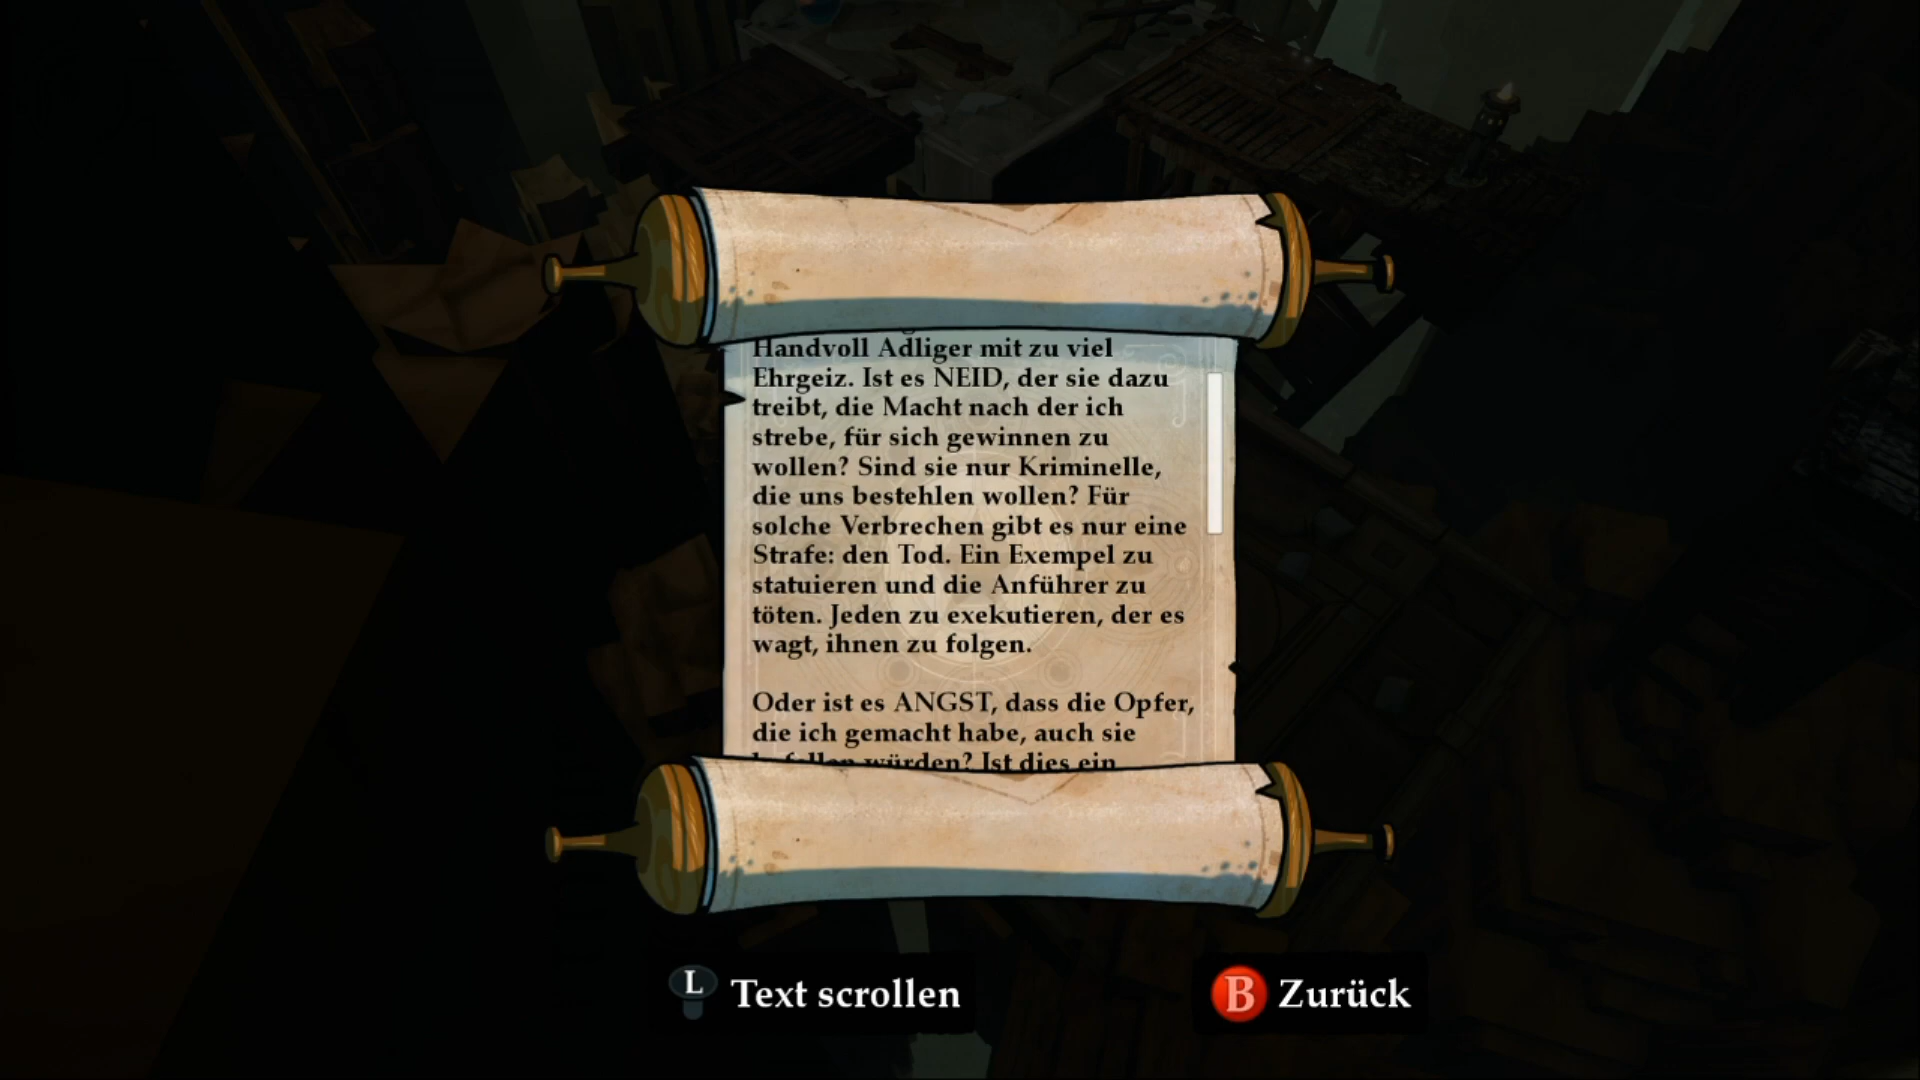 Handvoll Adliger mit zu viel
Ehrgeiz. Ist es NEID, der sie dazu
treibt, die Macht nach der ich
strebe, für sich gewinnen zu
wollen? Sind sie nur Kriminelle,
die uns bestehlen wollen? Für
solche Verbrechen gibt es nur eine
Strafe: den Tod. Ein Exempel zu
statuieren und die Anführer zu
töten. Jeden zu exekutieren, der es
wagt, ihnen zu folgen.
Oder ist es ANGST, dass die Opfer,
die ich gemacht habe, auch sie
würden? Ist dies ein
L Text scrollen
B Zurück